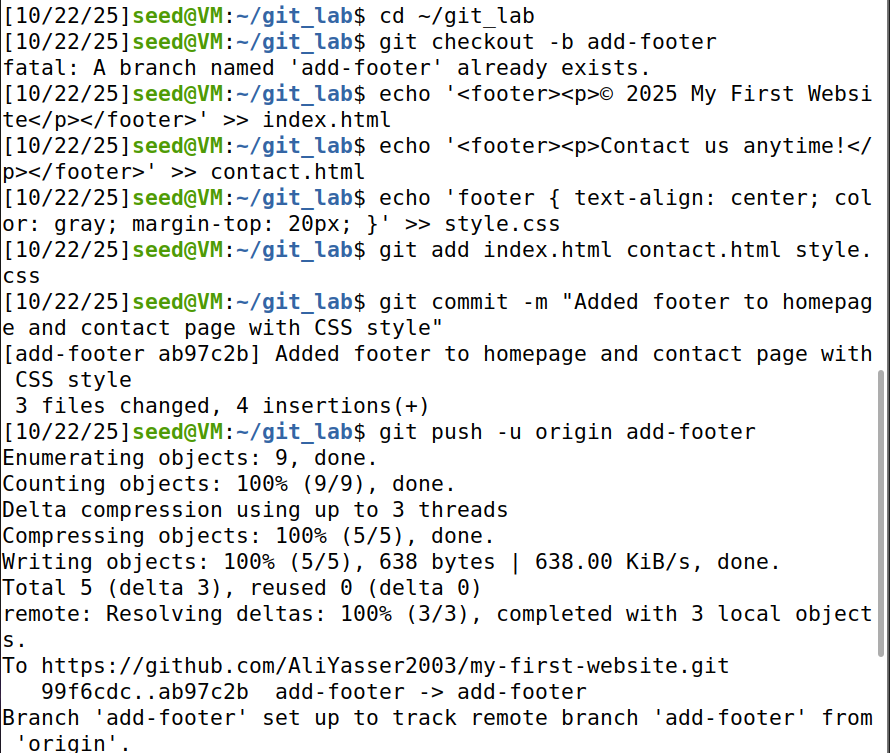 [10/22/25]seed@VM:~/git_lab$ cd ~/git_lab
[10/22/25]seed@VM:~/git_lab$ git checkout -b add-footer
fatal: A branch named 'add-footer' already exists.
[10/22/25]seed@VM:~/git_lab$ echo '<footer><p>© 2025 My First Websi
te</p></footer>' >> index.html
[10/22/25]seed@VM:~/git_lab$ echo '<footer><p>Contact us anytime!</
p></footer>' >> contact.html
[10/22/25]seed@VM:~/git_lab$ echo 'footer { text-align: center; col
or: gray; margin-top: 20px; }' >> style.css
[10/22/25]seed@VM:~/git_lab$ git add index.html contact.html style.
css
[10/22/25]seed@VM:~/git_lab$ git commit -m "Added footer to homepag
e and contact page with CSS style"
[add-footer ab97c2b] Added footer to homepage and contact page with
 CSS style
 3 files changed, 4 insertions(+)
[10/22/25]seed@VM:~/git_lab$ git push -u origin add-footer
Enumerating objects: 9, done.
Counting objects: 100% (9/9), done.
Delta compression using up to 3 threads
Compressing objects: 100% (5/5), done.
Writing objects: 100% (5/5), 638 bytes | 638.00 KiB/s, done.
Total 5 (delta 3), reused 0 (delta 0)
remote: Resolving deltas: 100% (3/3), completed with 3 local object
s.
To https://github.com/AliYasser2003/my-first-website.git
   99f6cdc..ab97c2b  add-footer -> add-footer
Branch 'add-footer' set up to track remote branch 'add-footer' from
 'origin'.